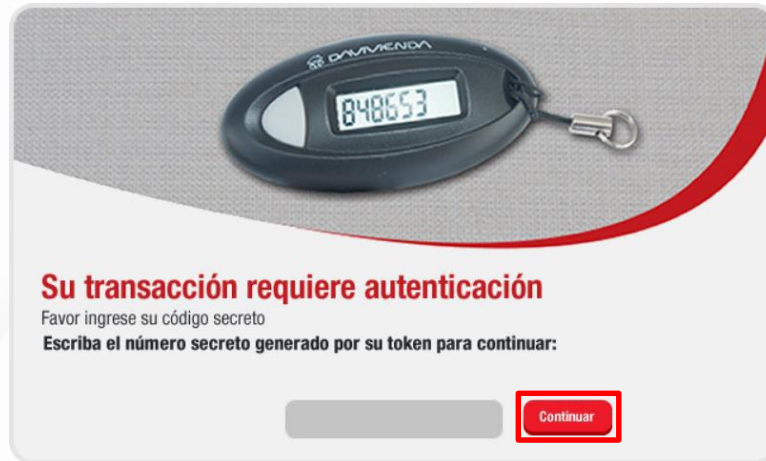 DAVIVIENDA
848653
Su transacción requiere autenticación
Favor ingrese su código secreto
Escriba el número secreto generado por su token para continuar:
Continuar